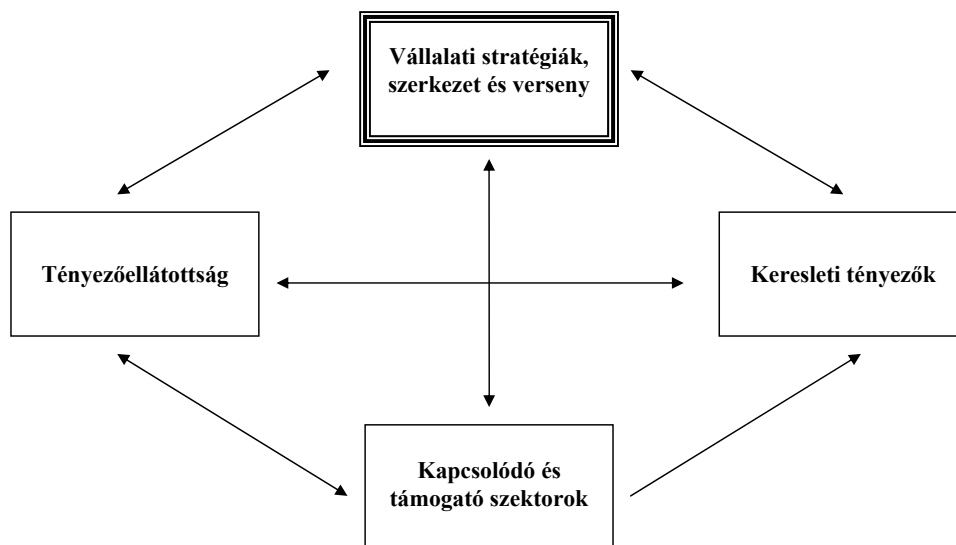 Vállalati stratégiák,
szerkezet és verseny
Tényezőellátottság
Keresleti tényezők
Kapcsolódó és
támogató szektorok